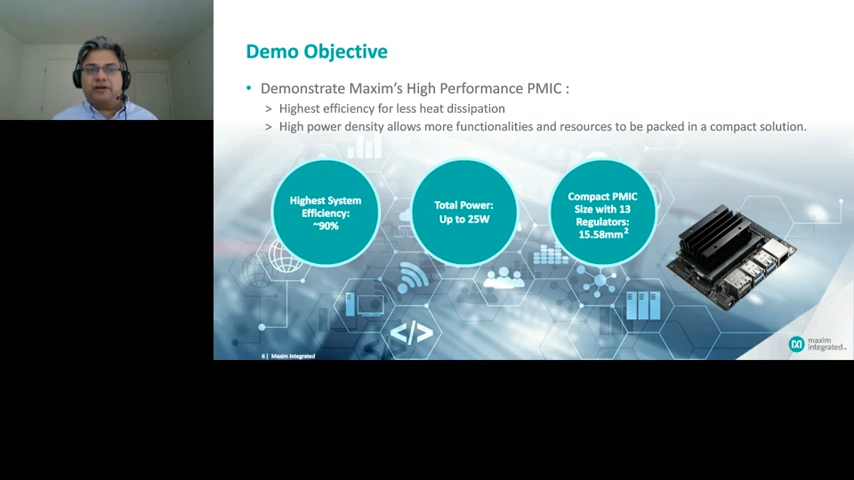 Demo Objective
• Demonstrate Maxim's High Performance PMIC :
> Highest efficiency for less heat dissipation
> High power density allows more functionalities and resources to be packed in a compact solution.
Highest System
Efficiency:
~90%
Total Power:
Up to 25W
Compact PMIC
Size with 13
Regulators:
15.58mm²
</>
6 | Maxim Integrated
maxim
integrated™